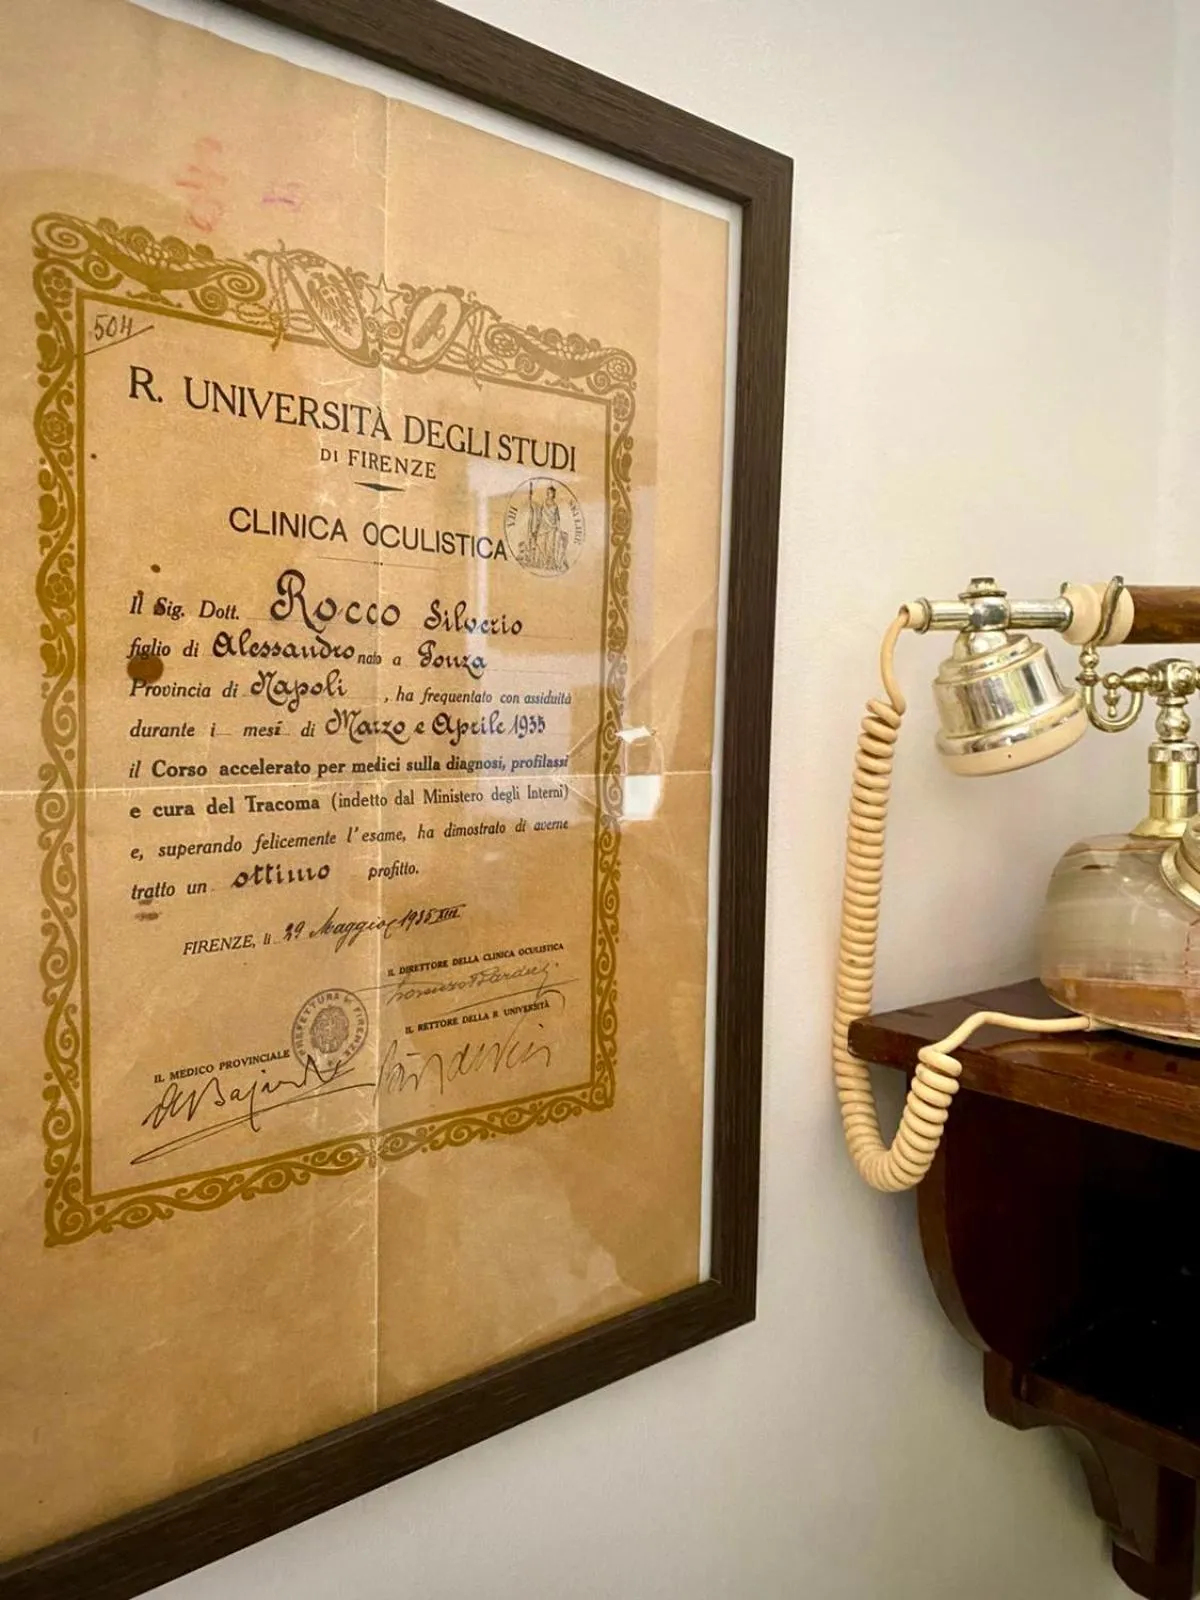 504
R. UNIVERSITÀ DEGLI STUDI
DI FIRENZE
CLINICA OCULISTICA
Il Sig. Dott. Rocco Silverio
figlio di Alessandro nato a Ponza
Provincia di Napoli, ha frequentato con assiduità
durante i mesi di Marzo e Aprile 1935
il Corso accelerato per medici sulla diagnosi, profilassi
e cura del Tracoma (indetto dal Ministero degli Interni)
e, superando felicemente l'esame, ha dimostrato di averne
tratto un ottimo profitto.
FIRENZE, li 29 Maggio 1935 XIII.
IL DIRETTORE DELLA CLINICA OCULISTICA
IL RETTORE DELLA R. UNIVERSITÀ
PREFETTURA DI FIRENZE
IL MEDICO PROVINCIALE